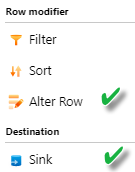 Row modifier
Filter
Sort
Alter Row
Destination
Sink